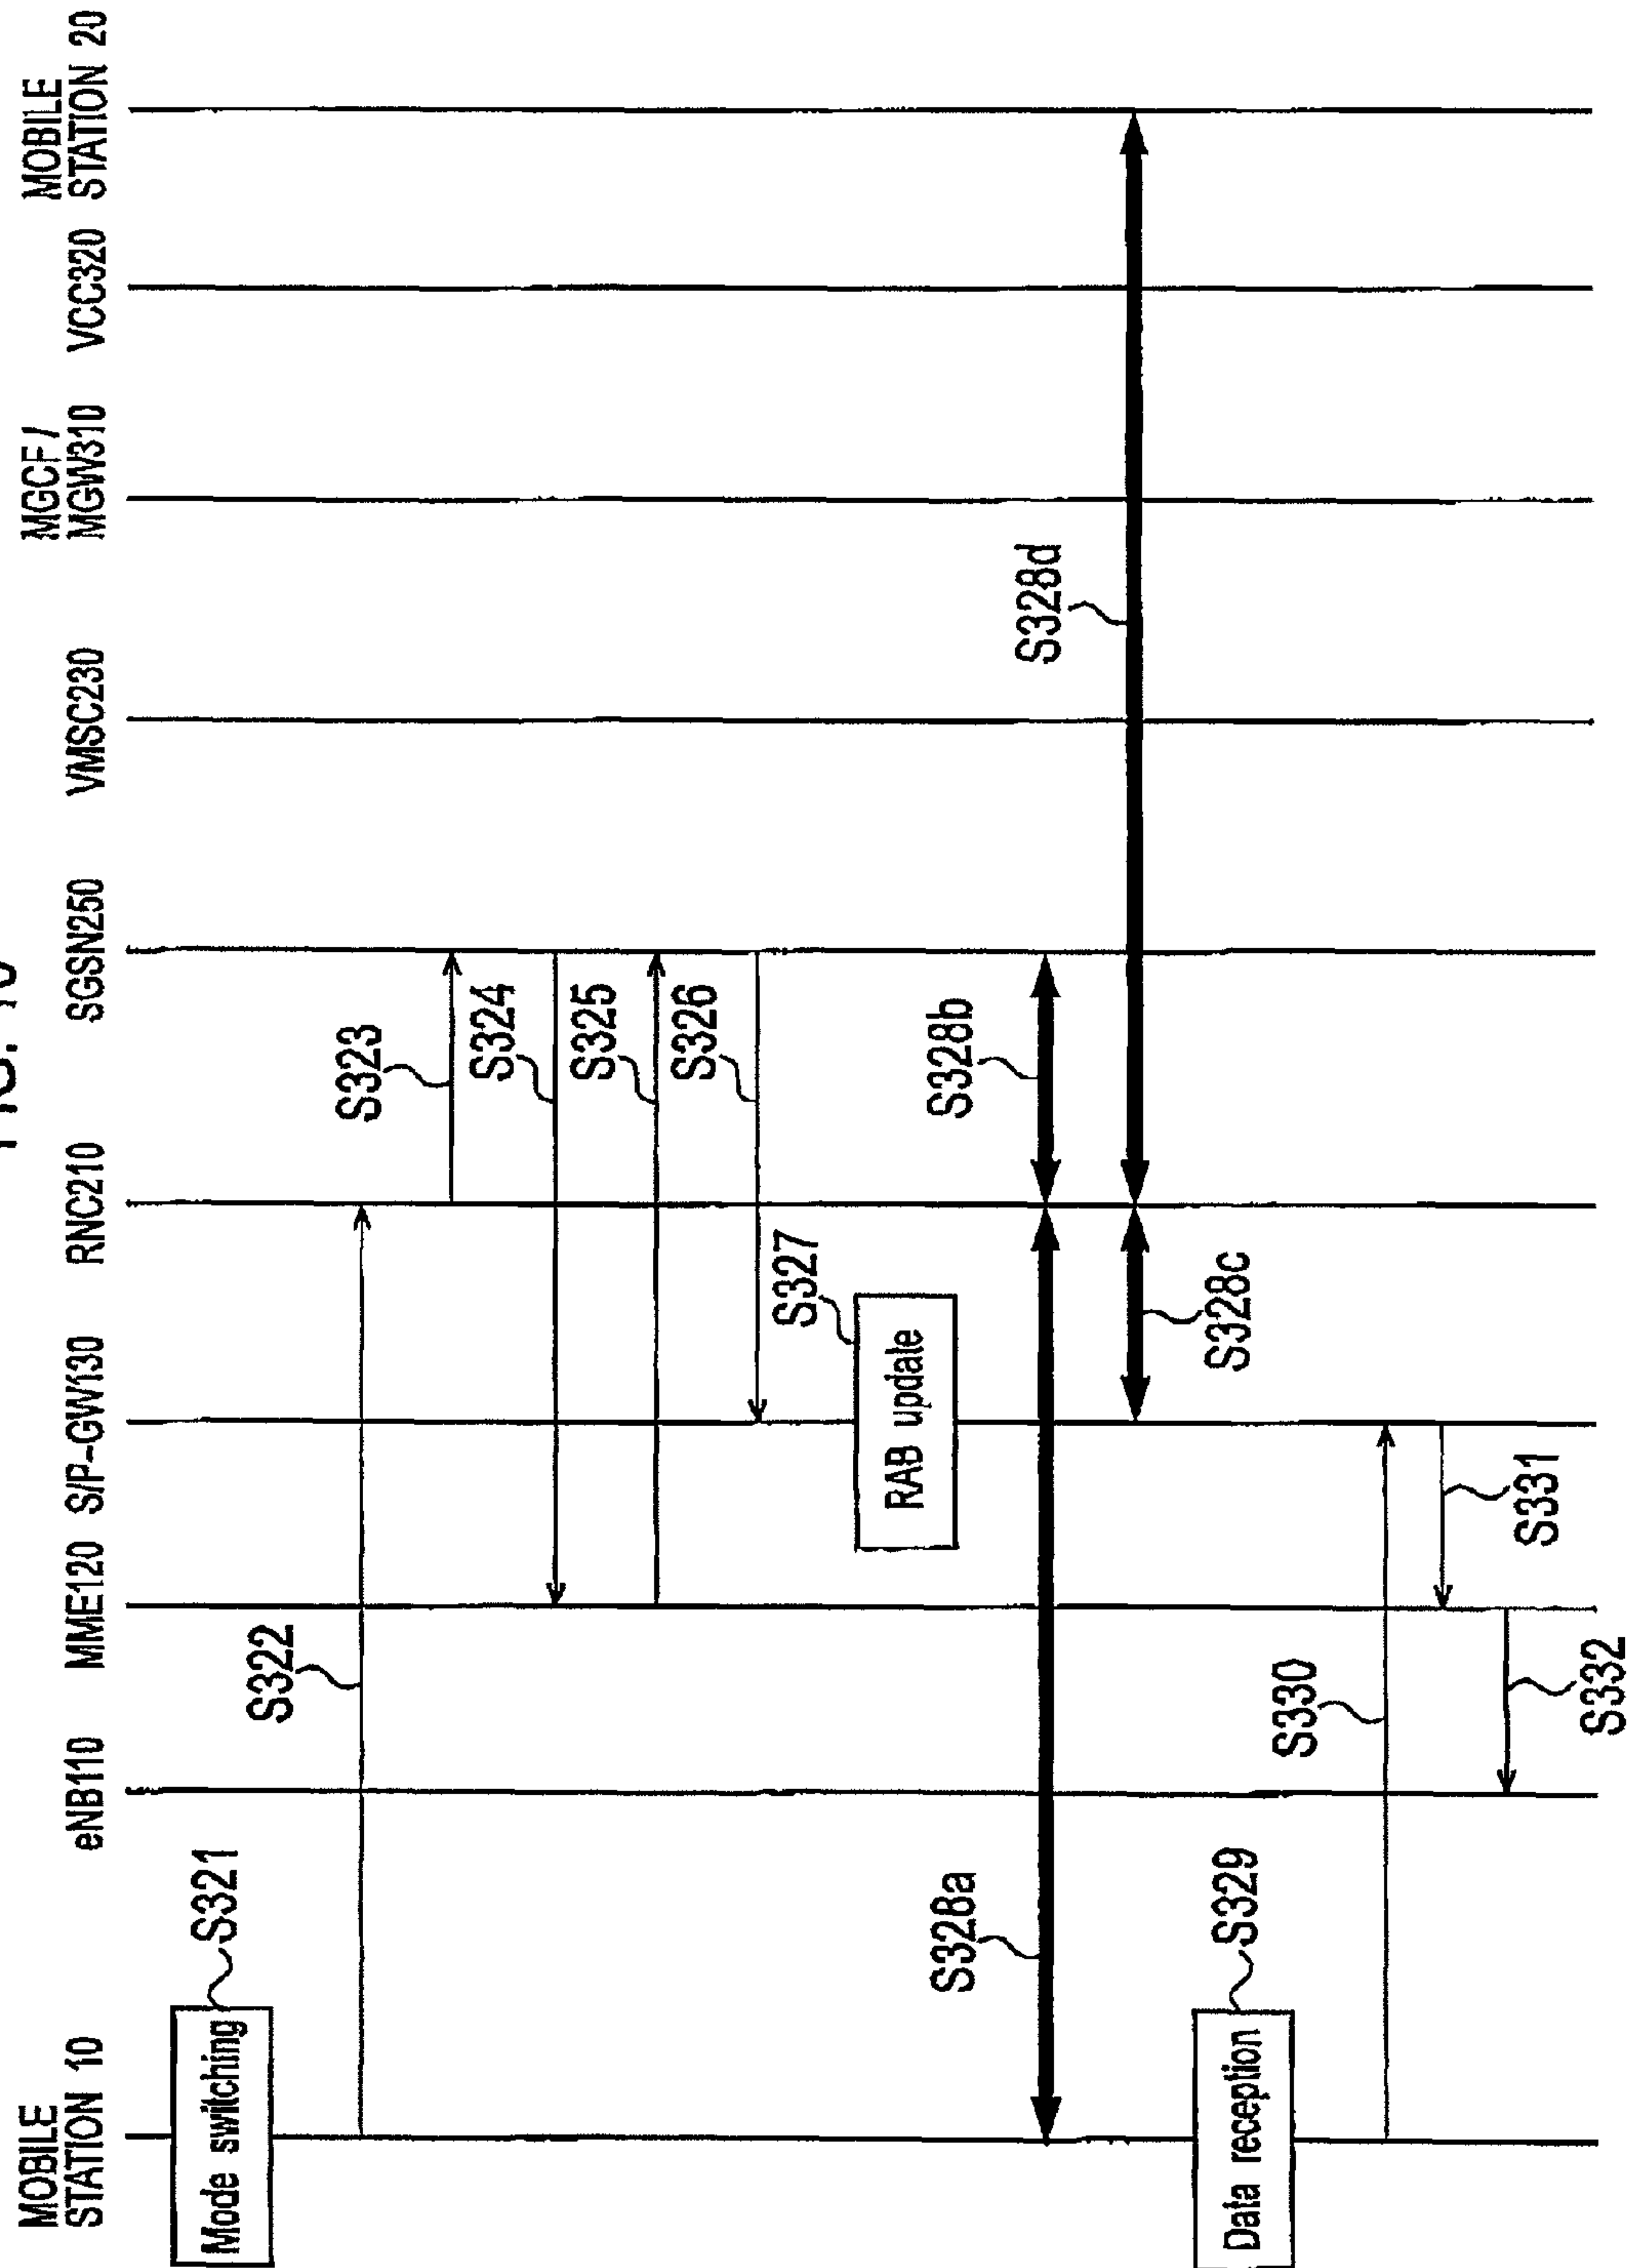 FIG.
MOBILE
STATION 10
eNB110
MME120
S/P-GW130
RNC210
SGSN250
VMSC230
MGCF/
MGW310
VCC320
MOBILE
STATION 20
Mode switching
S321
S322
S323
S324
S325
S326
S327
RAB update
S328a
S328b
S328c
S328d
Data reception
S329
S330
S331
S332